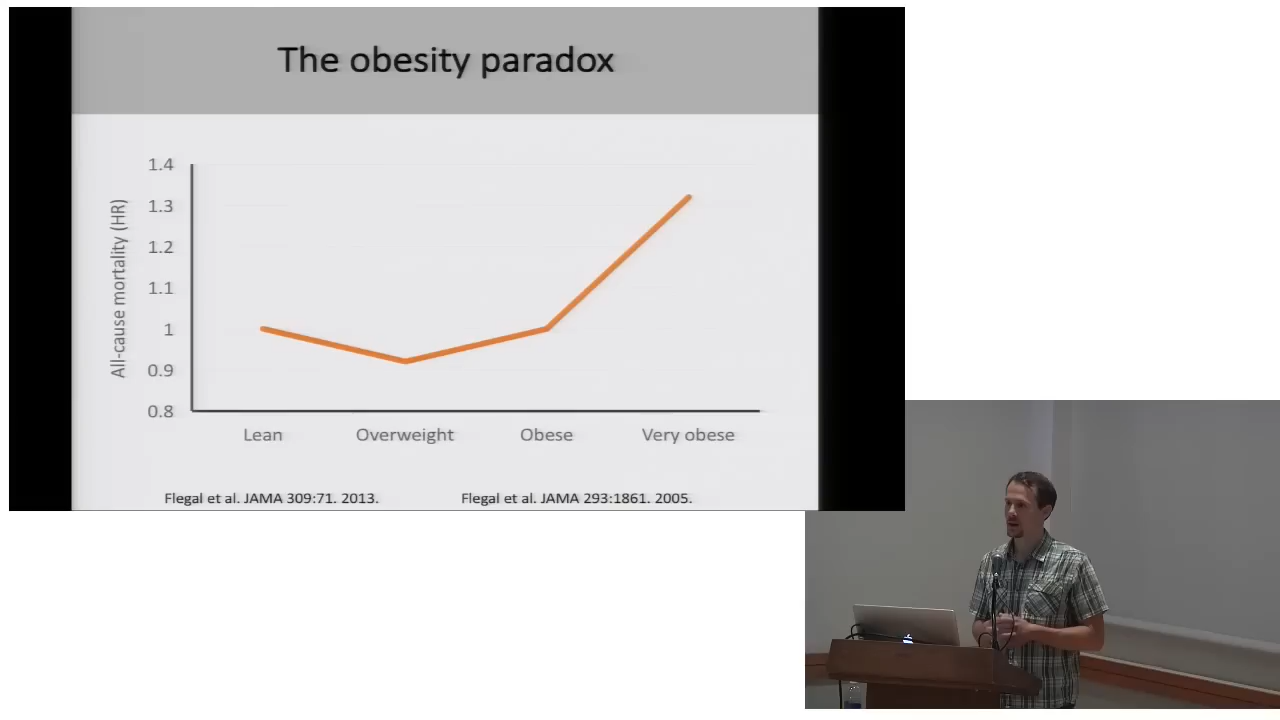 The obesity paradox
All-cause mortality (HR)
1.4
1.3
1.2
1.1
1
0.9
0.8
Lean Overweight Obese Very obese
Flegal et al. JAMA 309:71. 2013. Flegal et al. JAMA 293:1861. 2005.